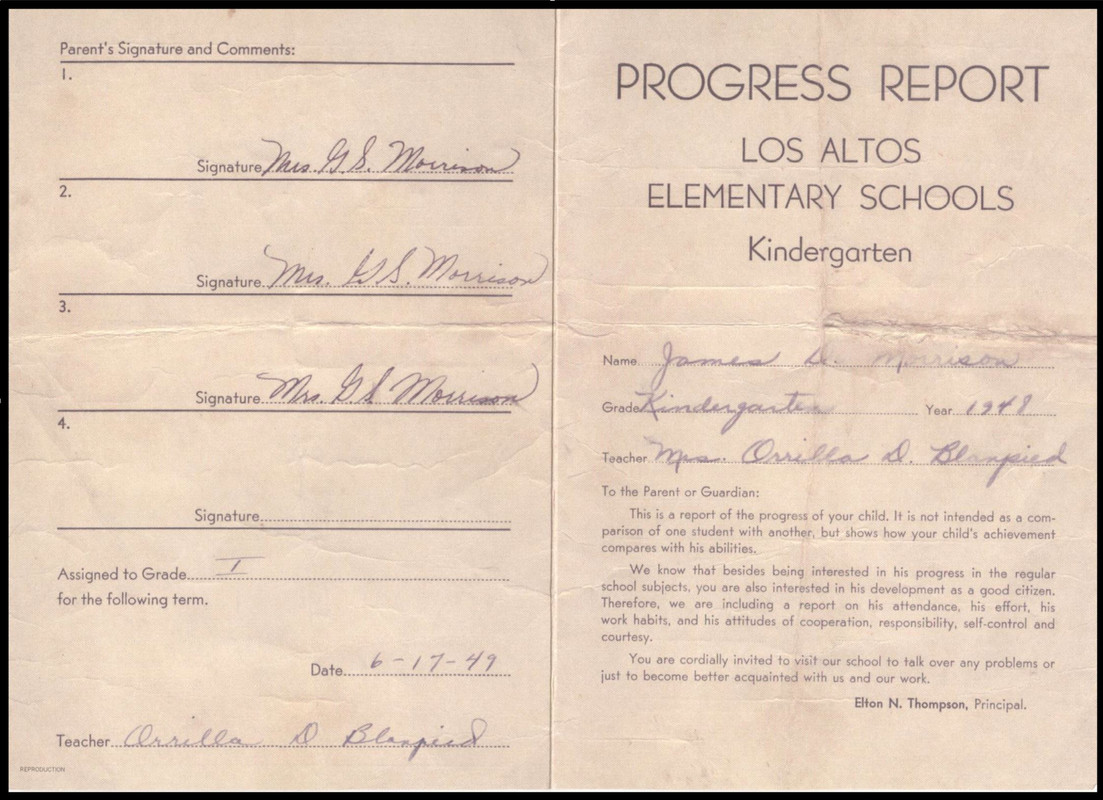 Parent's Signature and Comments:
1.
Signature Mrs. G S. Morrison
2.
Signature Mrs. G S. Morrison
3.
Signature Mrs. G S Morrison
4.
Signature
Assigned to Grade I
for the following term.
Date 6-17-49
Teacher Orrilla D Blanpied
REPRODUCTION
PROGRESS REPORT
LOS ALTOS
ELEMENTARY SCHOOLS
Kindergarten
Name James D. Morrison
Grade Kindergarten Year 1948
Teacher Mrs. Orrilla D. Blanpied
To the Parent or Guardian:
This is a report of the progress of your child. It is not intended as a com-
parison of one student with another, but shows how your child's achievement
compares with his abilities.
We know that besides being interested in his progress in the regular
school subjects, you are also interested in his development as a good citizen.
Therefore, we are including a report on his attendance, his effort, his
work habits, and his attitudes of cooperation, responsibility, self-control and
courtesy.
You are cordially invited to visit our school to talk over any problems or
just to become better acquainted with us and our work.
Elton N. Thompson, Principal.